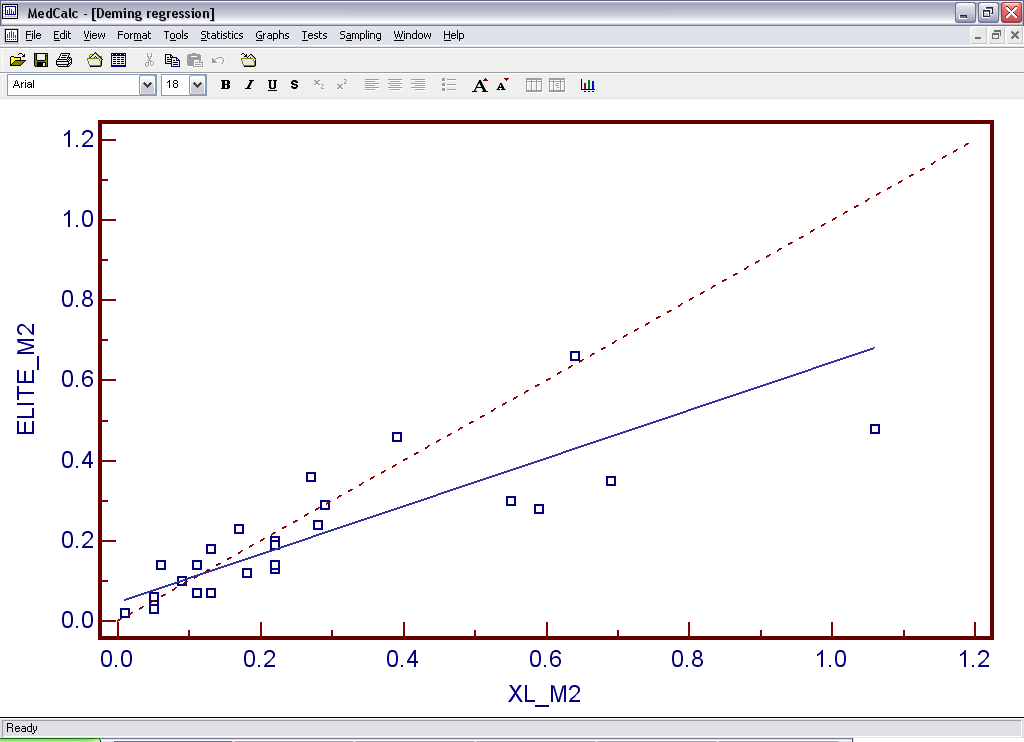 MedCalc - [Deming regression]
File Edit View Format Tools Statistics Graphs Tests Sampling Window Help
Arial 18 B I U S x₂ x² A A
1.2
1.0
0.8
0.6
0.4
0.2
0.0
ELITE_M2
0.0 0.2 0.4 0.6 0.8 1.0 1.2
XL_M2
Ready